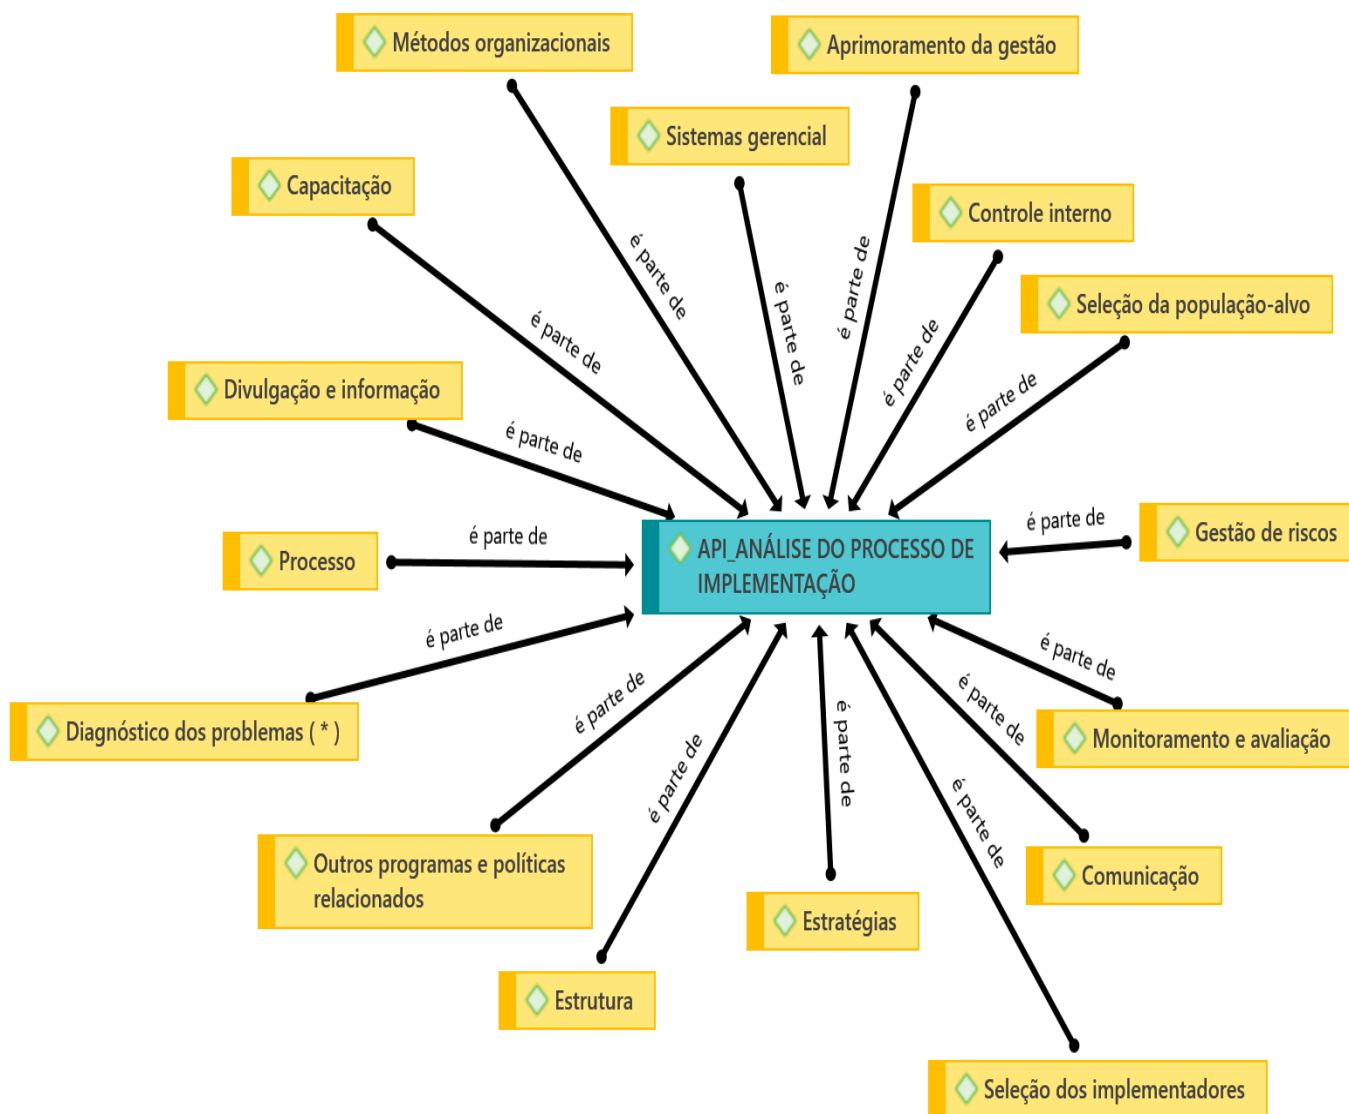 Métodos organizacionais
Aprimoramento da gestão
Sistemas gerencial
Capacitação
Controle interno
é parte de
é parte de
é parte de
Seleção da população-alvo
é parte de
é parte de
Divulgação e informação
é parte de
é parte de
é parte de
Gestão de riscos
é parte de
é parte de
Processo
API_ANÁLISE DO PROCESSO DE
IMPLEMENTAÇÃO
é parte de
é parte de
Diagnóstico dos problemas ( * )
é parte de
é parte de
é parte de
é parte de
é parte de
Monitoramento e avaliação
Outros programas e políticas
relacionados
Comunicação
Estratégias
Estrutura
Seleção dos implementadores